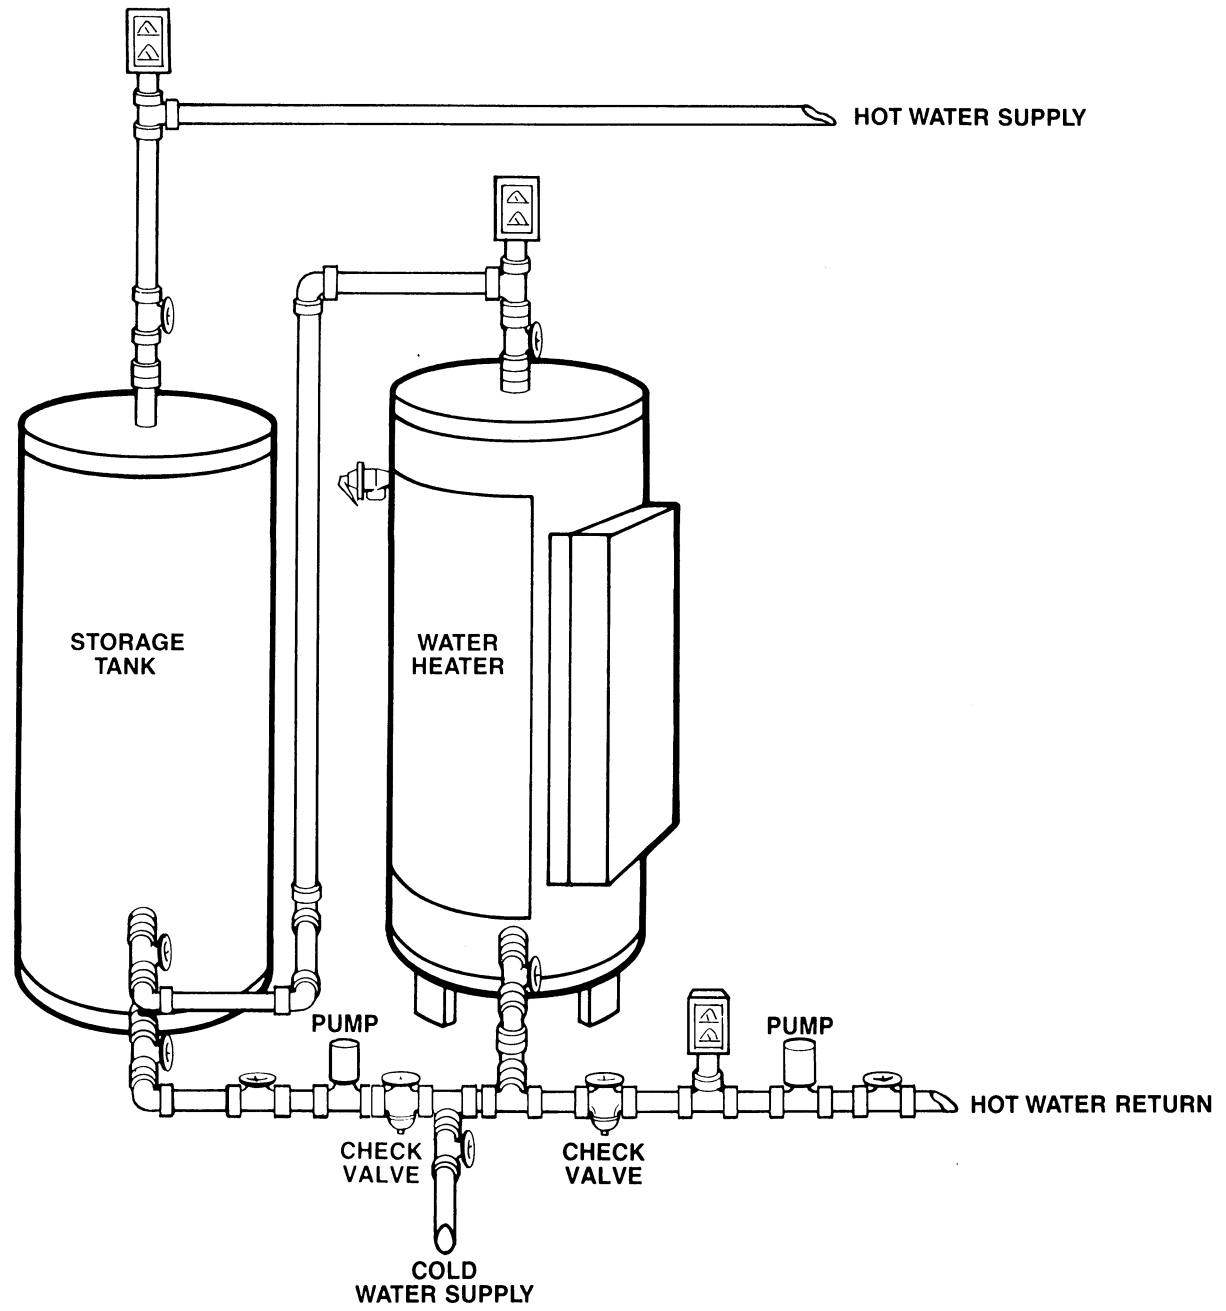 HOT WATER SUPPLY
STORAGE
TANK
WATER
HEATER
PUMP
PUMP
HOT WATER RETURN
CHECK
VALVE
CHECK
VALVE
COLD
WATER SUPPLY